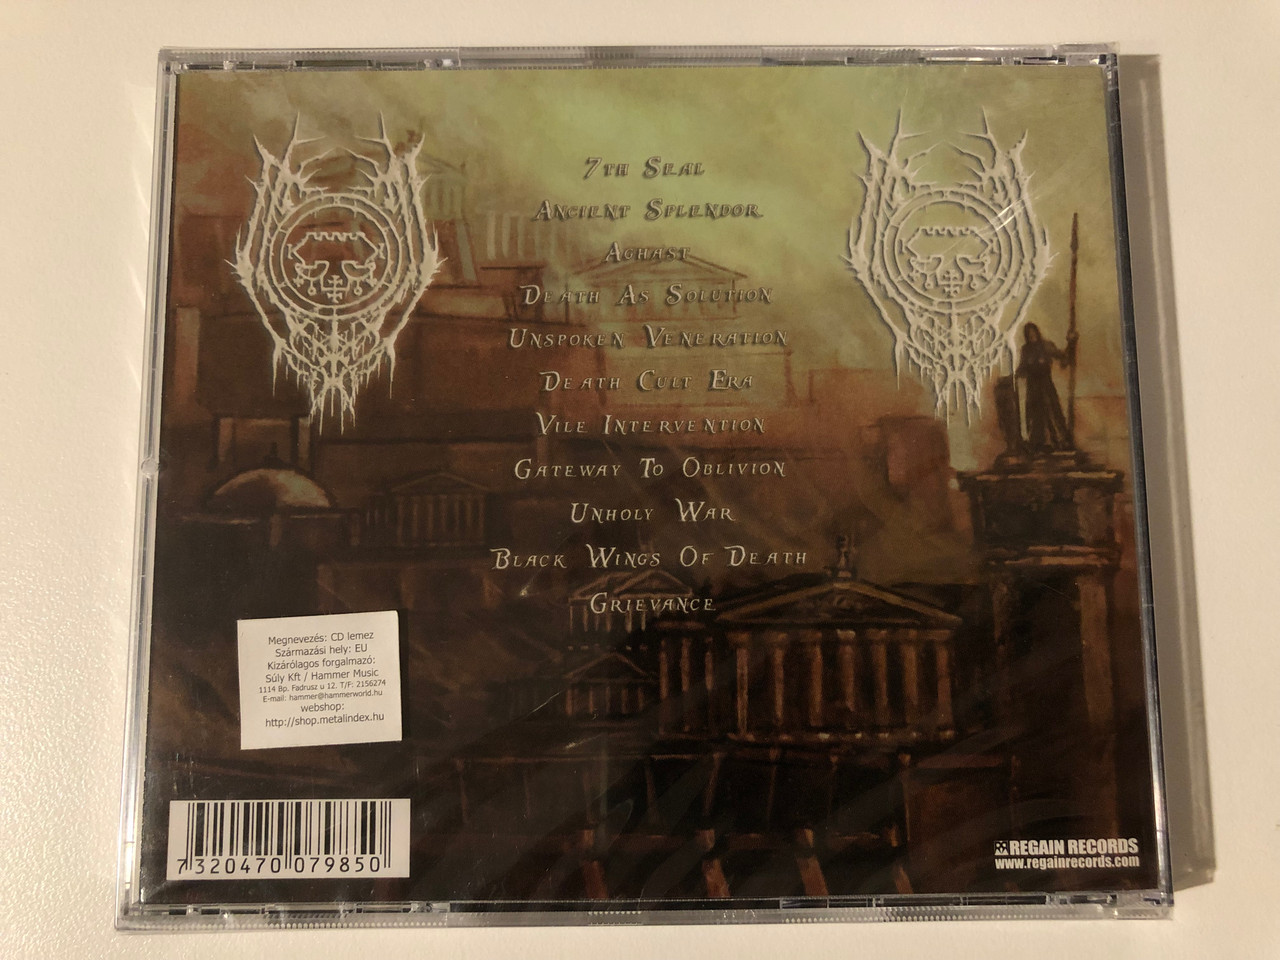 7th Seal
Ancient Splendor
Aghast
Death As Solution
Unspoken Veneration
Death Cult Era
Vile Intervention
Gateway To Oblivion
Unholy War
Black Wings Of Death
Grievance
Megnevezés: CD lemez
Származási hely: EU
Kizárólagos forgalmazó:
Súly Kft / Hammer Music
1114 Bp. Fadrusz u 12. T/F: 2156274
E-mail: hammer@hammerworld.hu
webshop:
http://shop.metalindex.hu
7 320470 079850
REGAIN RECORDS
www.regainrecords.com